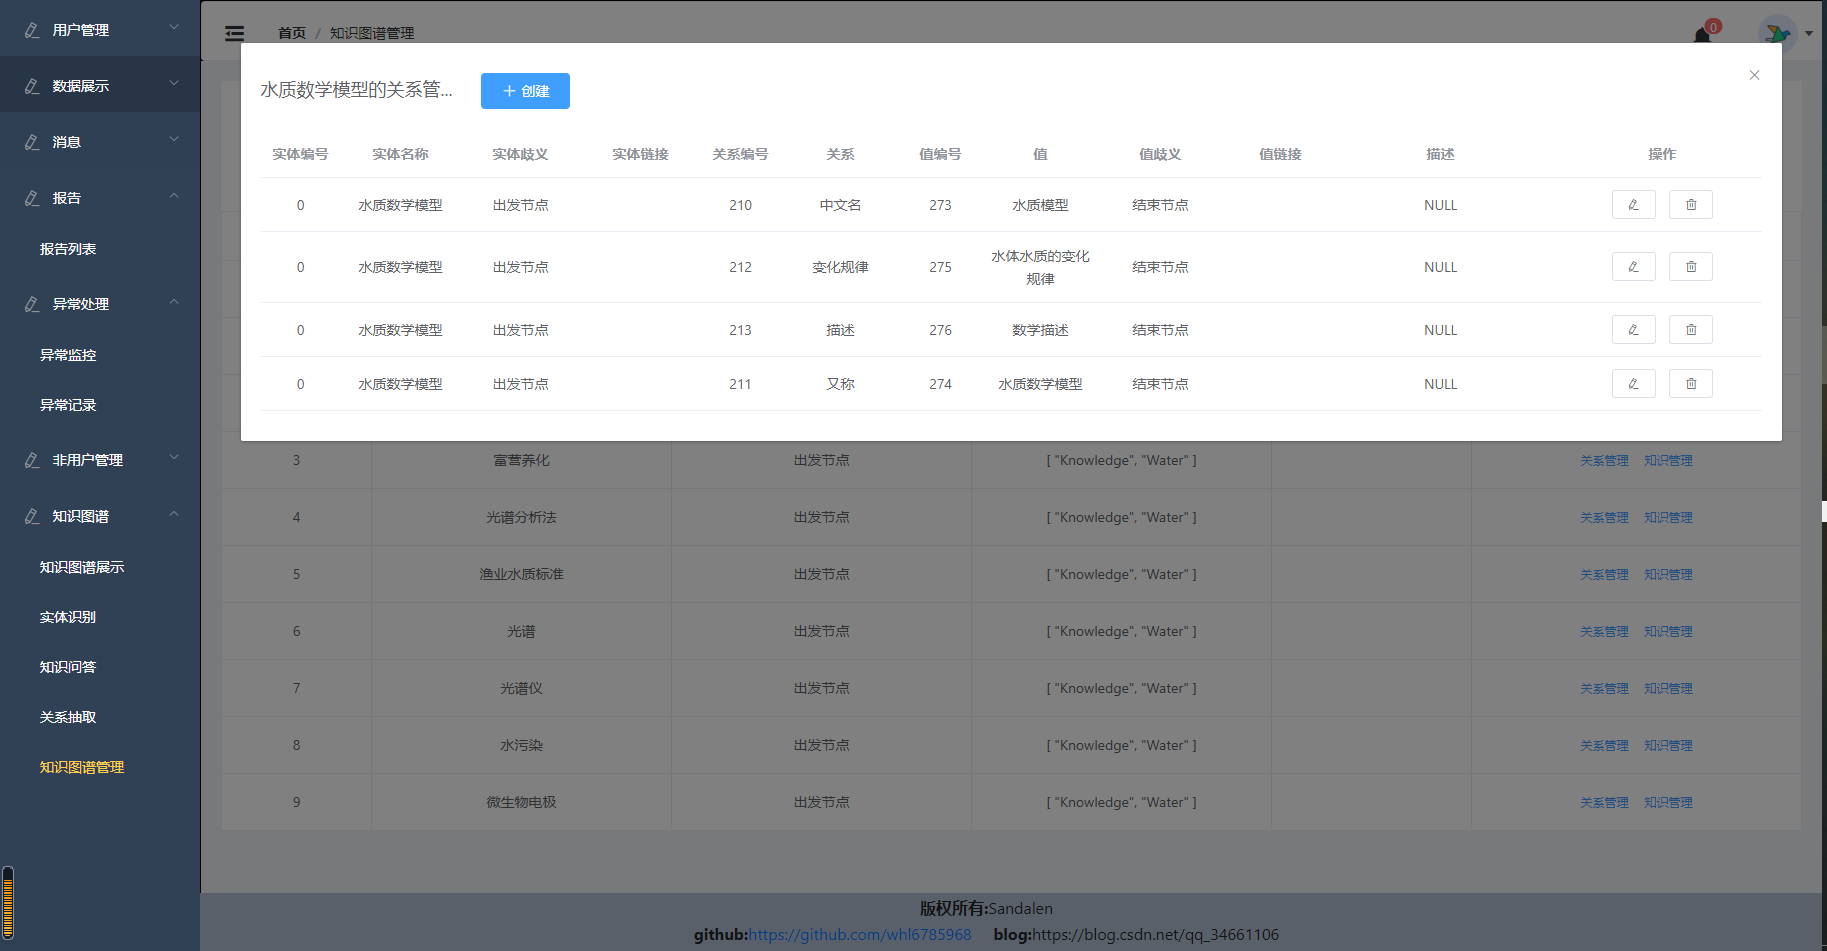 用户管理
数据展示
消息
报告
报告列表
异常处理
异常监控
异常记录
非用户管理
知识图谱
知识图谱展示
实体识别
知识问答
关系抽取
知识图谱管理
首页 / 知识图谱管理
0
水质数学模型的关系管...
创建
实体编号 实体名称 实体歧义 实体链接 关系编号 关系 值编号 值 值歧义 值链接 描述 操作
0 水质数学模型 出发节点 210 中文名 273 水质模型 结束节点 NULL
0 水质数学模型 出发节点 212 变化规律 275 水体水质的变化
规律 结束节点 NULL
0 水质数学模型 出发节点 213 描述 276 数学描述 结束节点 NULL
0 水质数学模型 出发节点 211 又称 274 水质数学模型 结束节点 NULL
3 富营养化 出发节点 [ "Knowledge", "Water" ] 关系管理 知识管理
4 光谱分析法 出发节点 [ "Knowledge", "Water" ] 关系管理 知识管理
5 渔业水质标准 出发节点 [ "Knowledge", "Water" ] 关系管理 知识管理
6 光谱 出发节点 [ "Knowledge", "Water" ] 关系管理 知识管理
7 光谱仪 出发节点 [ "Knowledge", "Water" ] 关系管理 知识管理
8 水污染 出发节点 [ "Knowledge", "Water" ] 关系管理 知识管理
9 微生物电极 出发节点 [ "Knowledge", "Water" ] 关系管理 知识管理
版权所有:Sandalen
github:https://github.com/whl6785968 blog:https://blog.csdn.net/qq_34661106